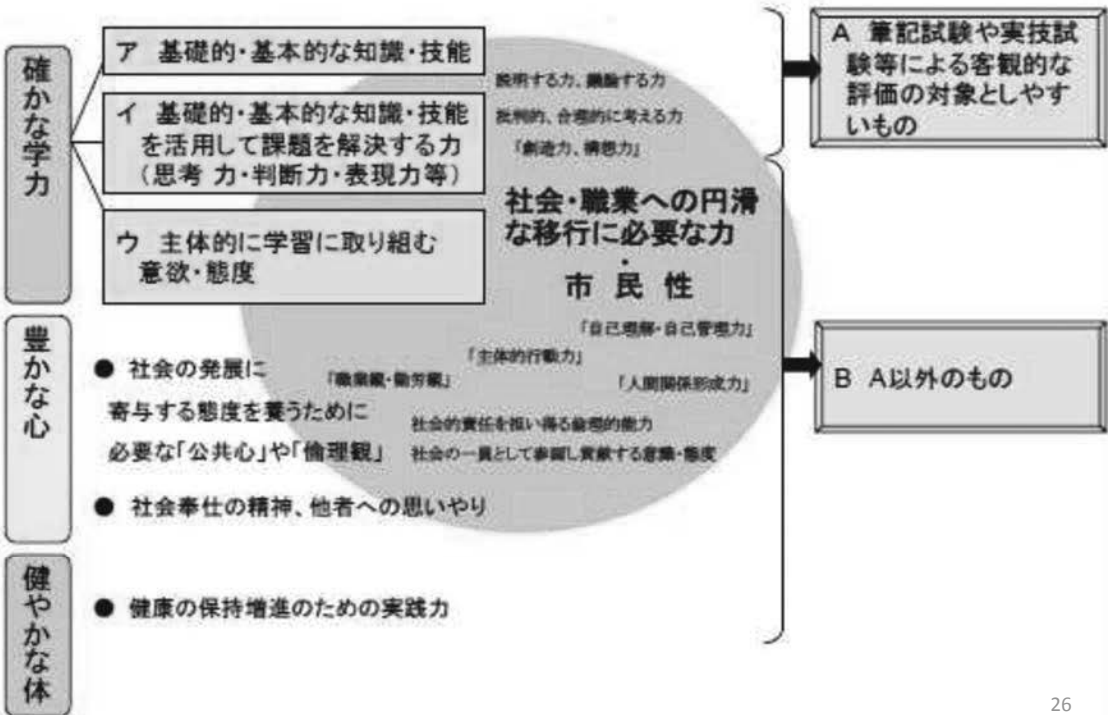 確かな学力
ア 基礎的・基本的な知識・技能
イ 基礎的・基本的な知識・技能
を活用して課題を解決する力
(思考 力・判断力・表現力等)
ウ 主体的に学習に取り組む
意欲・態度
説明する力、議論する力
批判的、合理的に考える力
「創造力、構想力」
社会・職業への円滑
な移行に必要な力
・
市 民 性
「自己理解・自己管理力」
「主体的行動力」
「職業観・勤労観」
「人間関係形成力」
社会的責任を担い得る倫理的能力
社会の一員として参画し貢献する意識・態度
豊かな心
● 社会の発展に
寄与する態度を養うために
必要な「公共心」や「倫理観」
● 社会奉仕の精神、他者への思いやり
健やかな体
● 健康の保持増進のための実践力
A 筆記試験や実技試
験等による客観的な
評価の対象としやす
いもの
B A以外のもの
26